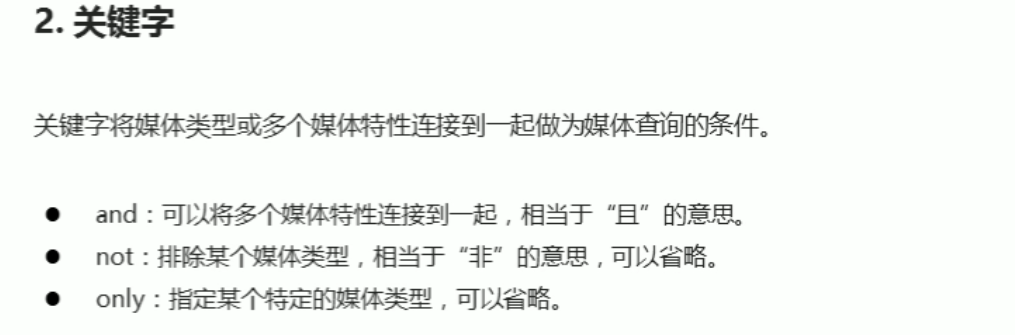 2. 关键字
关键字将媒体类型或多个媒体特性连接到一起做为媒体查询的条件。
● and：可以将多个媒体特性连接到一起，相当于“且”的意思。
● not：排除某个媒体类型，相当于“非”的意思，可以省略。
● only：指定某个特定的媒体类型，可以省略。